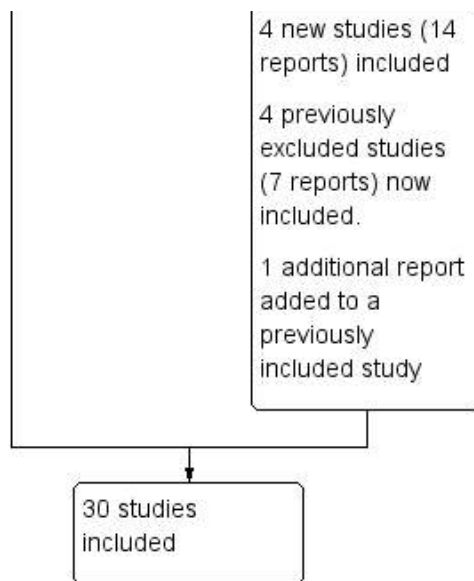 4 new studies (14
reports) included
4 previously
excluded studies
(7 reports) now
included.
1 additional report
added to a
previously
included study
30 studies
included